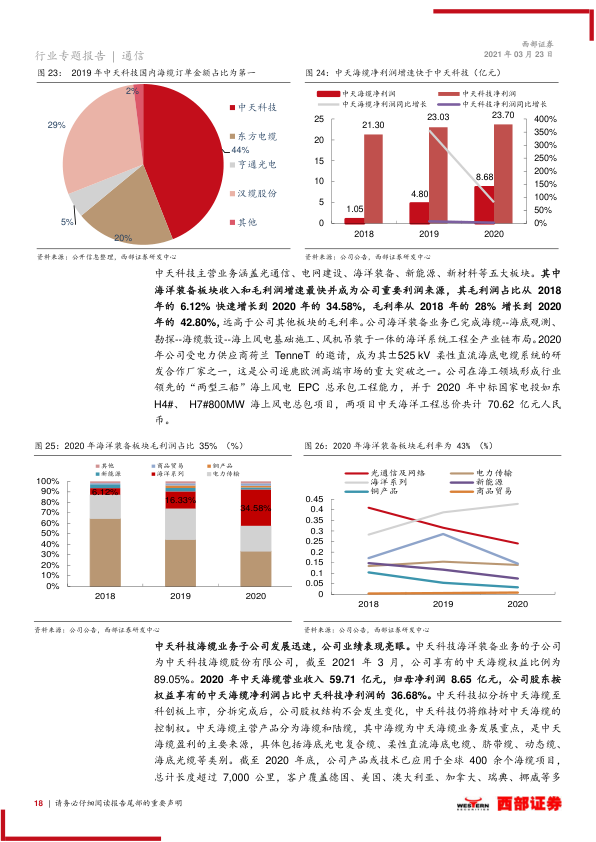 西部证券
行业专题报告 | 通信
2021 年 03 月 23 日
图 23： 2019 年中天科技国内海缆订单金额占比为第一
图 24：中天海缆净利润增速快于中天科技（亿元）
2%
29%
44%
5%
20%
中天科技
东方电缆
亨通光电
汉缆股份
其他
中天海缆净利润
中天科技净利润
中天海缆净利润同比增长
中天科技净利润同比增长
25
20
15
10
5
0
21.30
23.03
23.70
1.05
4.80
8.68
400%
350%
300%
250%
200%
150%
100%
50%
0%
2018
2019
2020
资料来源：公开信息整理，西部证券研发中心
资料来源：公司公告，西部证券研发中心
中天科技主营业务涵盖光通信、电网建设、海洋装备、新能源、新材料等五大板块。其中
海洋装备板块收入和毛利润增速最快并成为公司重要利润来源，其毛利润占比从 2018
年的 6.12% 快速增长到 2020 年的 34.58%，毛利率从 2018 年的 28% 增长到 2020
年的 42.80%，远高于公司其他板块的毛利率。公司海洋装备业务已完成海缆--海底观测、
勘探--海缆敷设--海上风电基础施工、风机吊装于一体的海洋系统工程全产业链布局。2020
年公司受电力供应商荷兰 TenneT 的邀请，成为其±525 kV 柔性直流海底电缆系统的研
发合作厂家之一，这是公司逐鹿欧洲高端市场的重大突破之一。公司在海工领域形成行业
领先的“两型三船”海上风电 EPC 总承包工程能力，并于 2020 年中标国家电投如东
H4#、 H7#800MW 海上风电总包项目，两项目中天海洋工程总价共计 70.62 亿元人民
币。
图 25：2020 年海洋装备板块毛利润占比 35% （%）
图 26：2020 年海洋装备板块毛利率为 43% （%）
其他
商品贸易
铜产品
新能源
海洋系列
电力传输
100%
90%
80%
70%
60%
50%
40%
30%
20%
10%
0%
6.12%
16.33%
34.58%
2018
2019
2020
光通信及网络
电力传输
海洋系列
新能源
铜产品
商品贸易
0.45
0.4
0.35
0.3
0.25
0.2
0.15
0.1
0.05
0
2018
2019
2020
资料来源：公司公告，西部证券研发中心
资料来源：公司公告，西部证券研发中心
中天科技海缆业务子公司发展迅速，公司业绩表现亮眼。中天科技海洋装备业务的子公司
为中天科技海缆股份有限公司，截至 2021 年 3 月，公司享有的中天海缆权益比例为
89.05%。2020 年中天海缆营业收入 59.71 亿元，归母净利润 8.65 亿元，公司股东按
权益享有的中天海缆净利润占比中天科技净利润的 36.68%。中天科技拟分拆中天海缆至
科创板上市，分拆完成后，公司股权结构不会发生变化，中天科技仍将维持对中天海缆的
控制权。中天海缆主营产品分为海缆和陆缆，其中海缆为中天海缆业务发展重点，是中天
海缆盈利的主要来源，具体包括海底光电复合缆、柔性直流海底电缆、脐带缆、动态缆、
海底光缆等类别。截至 2020 年底，公司产品或技术已应用于全球 400 余个海缆项目，
总计长度超过 7,000 公里，客户覆盖德国、美国、澳大利亚、加拿大、瑞典、挪威等多
18 | 请务必仔细阅读报告尾部的重要声明
WESTERN
西部证券